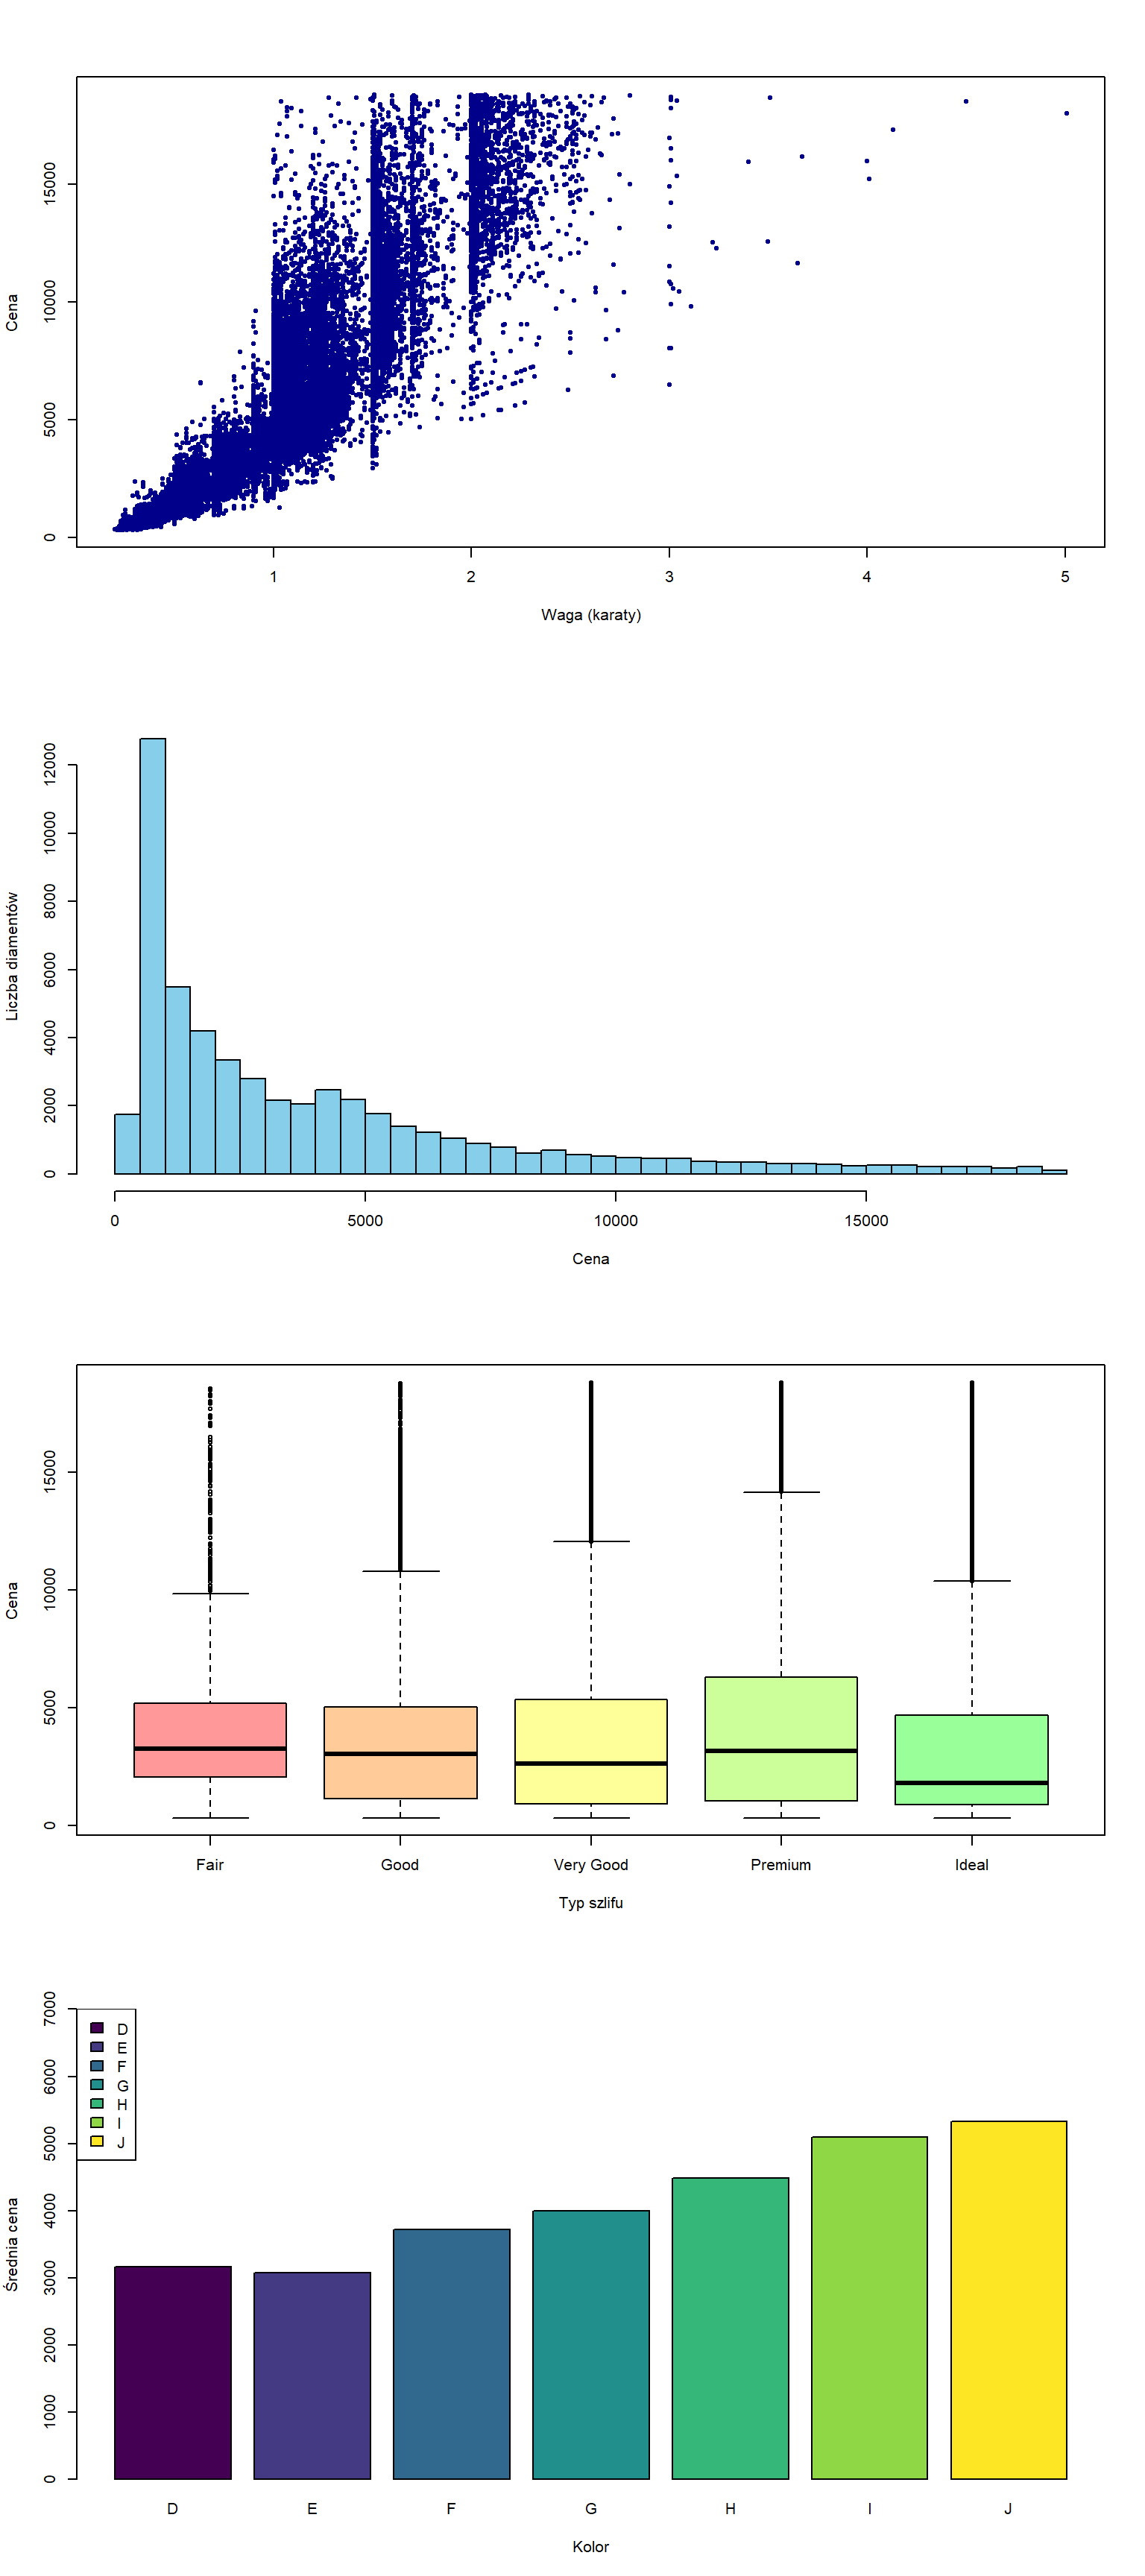 Cena
15000
10000
5000
0
1 2 3 4 5
Waga (karaty)
Liczba diamentów
12000
10000
8000
6000
4000
2000
0
0 5000 10000 15000
Cena
Cena
15000
10000
5000
0
Fair Good Very Good Premium Ideal
Typ szlifu
Średnia cena
7000
6000
5000
4000
3000
2000
1000
0
D
E
F
G
H
I
J
D E F G H I J
Kolor